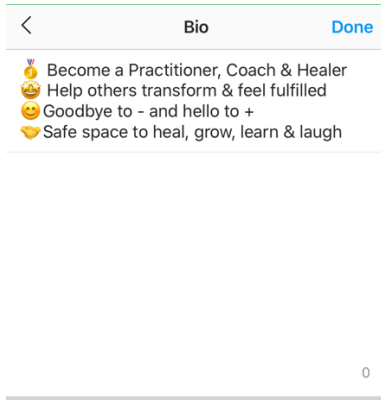 Bio
Done
🏅 Become a Practitioner, Coach & Healer
🤩 Help others transform & feel fulfilled
😊Goodbye to - and hello to +
🤝Safe space to heal, grow, learn & laugh
0